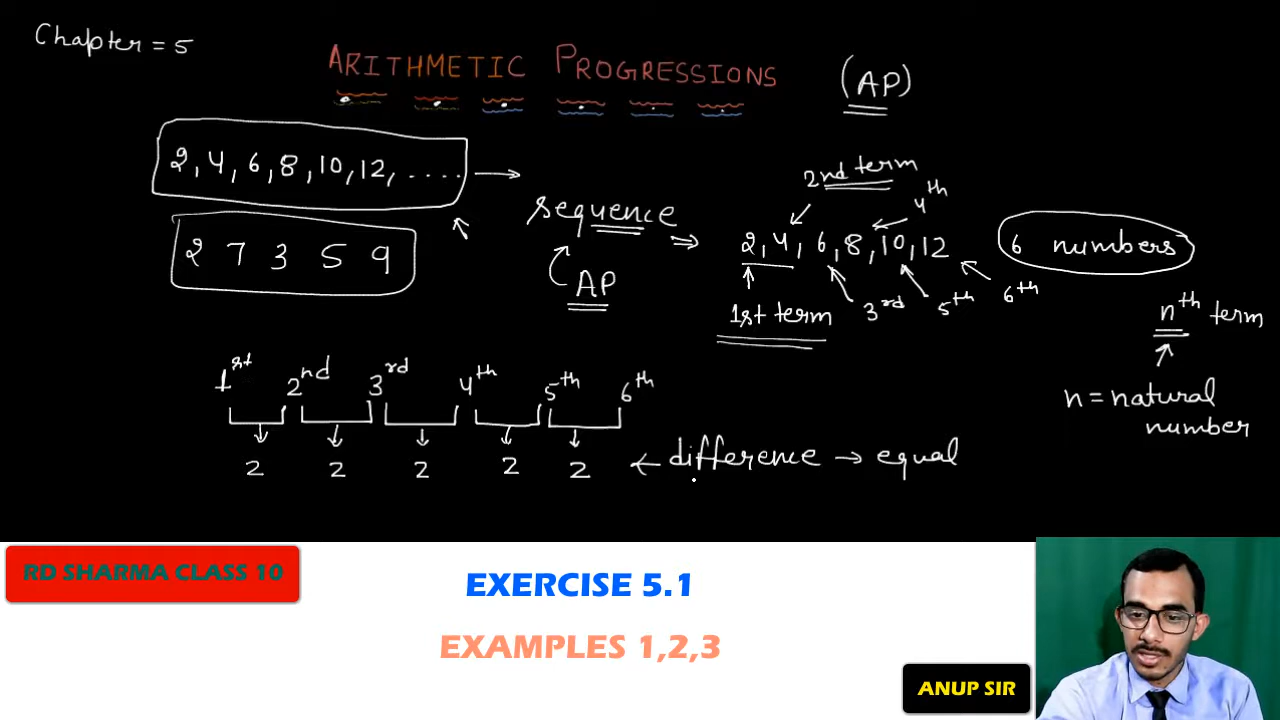 Chapter = 5
ARITHMETIC PROGRESSIONS (AP)
2, 4, 6, 8, 10, 12, ....
2 7 3 5 9
sequence
AP
2nd term
4th
2, 4, 6, 8, 10, 12
6 numbers
1st term
3rd
5th
6th
nth term
n = natural
number
1st 2nd 3rd 4th 5th 6th
2 2 2 2 2 ← difference → equal
RD SHARMA CLASS 10
EXERCISE 5.1
EXAMPLES 1,2,3
ANUP SIR